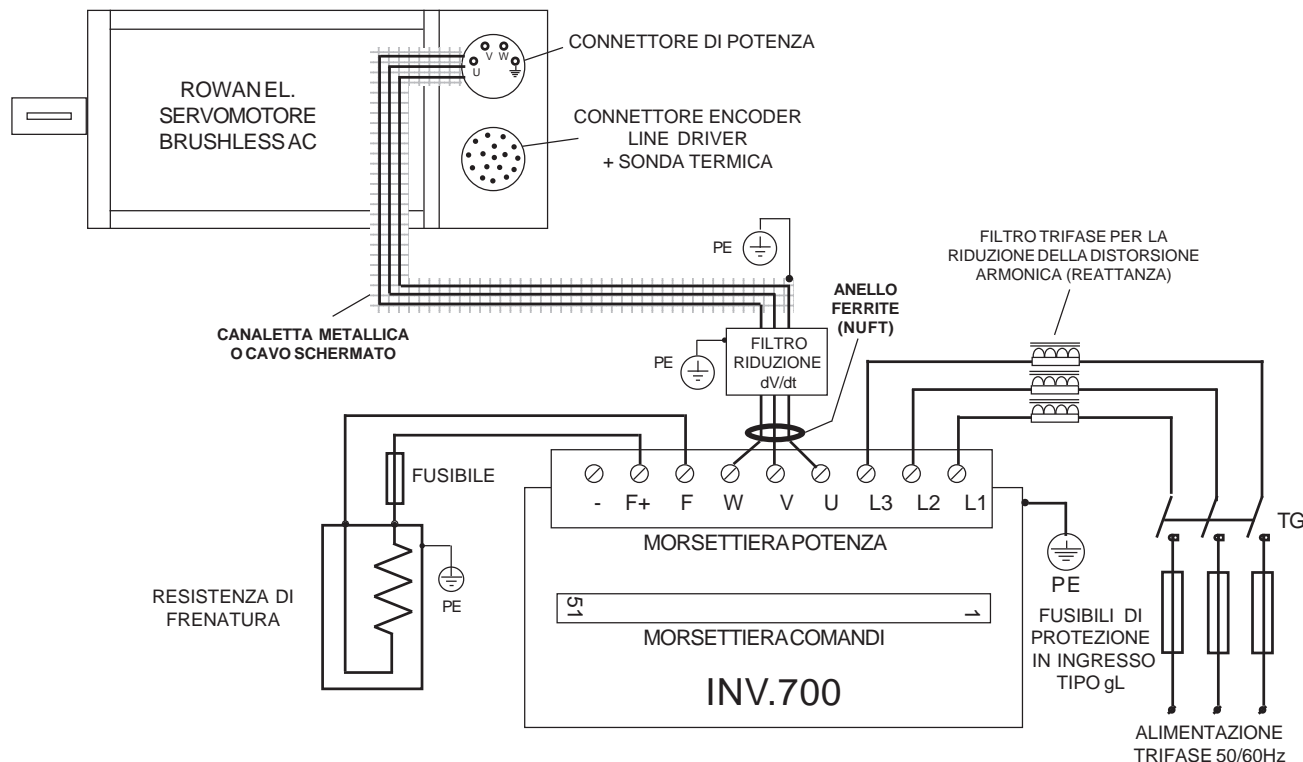 V W
U
CONNETTORE DI POTENZA
ROWAN EL.
SERVOMOTORE
BRUSHLESS AC
CONNETTORE ENCODER
LINE DRIVER
+ SONDA TERMICA
PE
FILTRO TRIFASE PER LA
RIDUZIONE DELLA DISTORSIONE
ARMONICA (REATTANZA)
ANELLO
FERRITE
(NUFT)
CANALETTA METALLICA
O CAVO SCHERMATO
PE
FILTRO
RIDUZIONE
dV/dt
FUSIBILE
- F+ F W V U L3 L2 L1
MORSETTIERA POTENZA
TG
PE
RESISTENZA DI
FRENATURA
PE
51 1
MORSETTIERA COMANDI
FUSIBILI DI
PROTEZIONE
IN INGRESSO
TIPO gL
INV.700
ALIMENTAZIONE
TRIFASE 50/60Hz